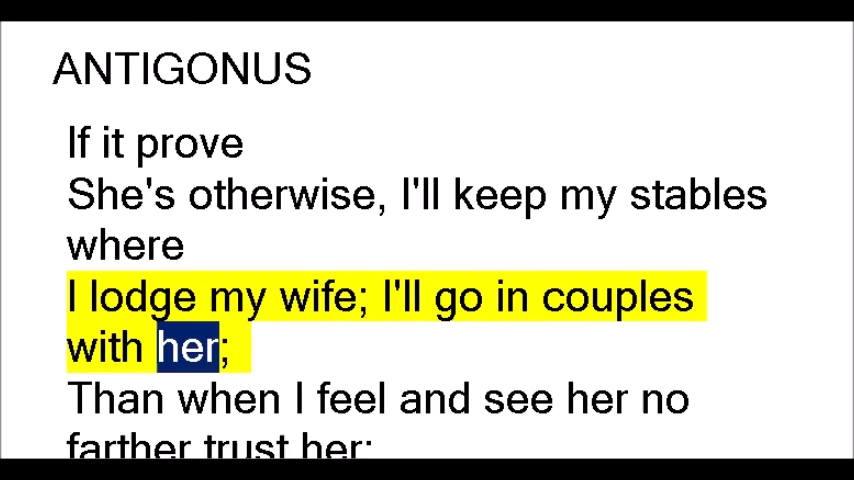 ANTIGONUS
If it prove
She's otherwise, I'll keep my stables
where
I lodge my wife; I'll go in couples
with her;
Than when I feel and see her no
farther trust her;